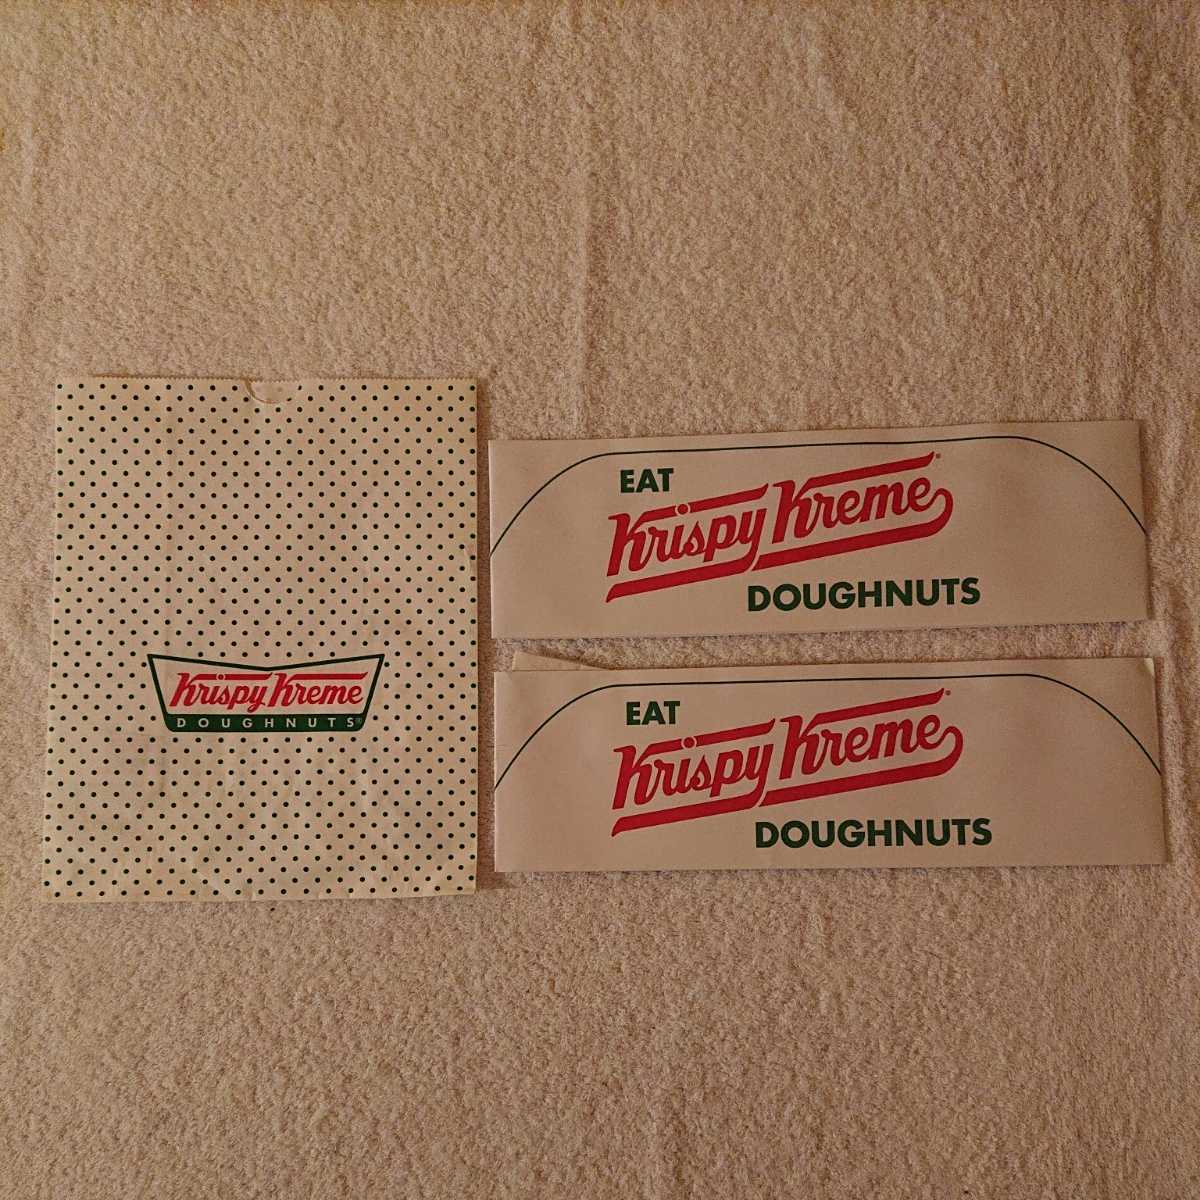 Krispy Kreme
DOUGHNUTS®
EAT
Krispy Kreme®
DOUGHNUTS
EAT
Krispy Kreme®
DOUGHNUTS